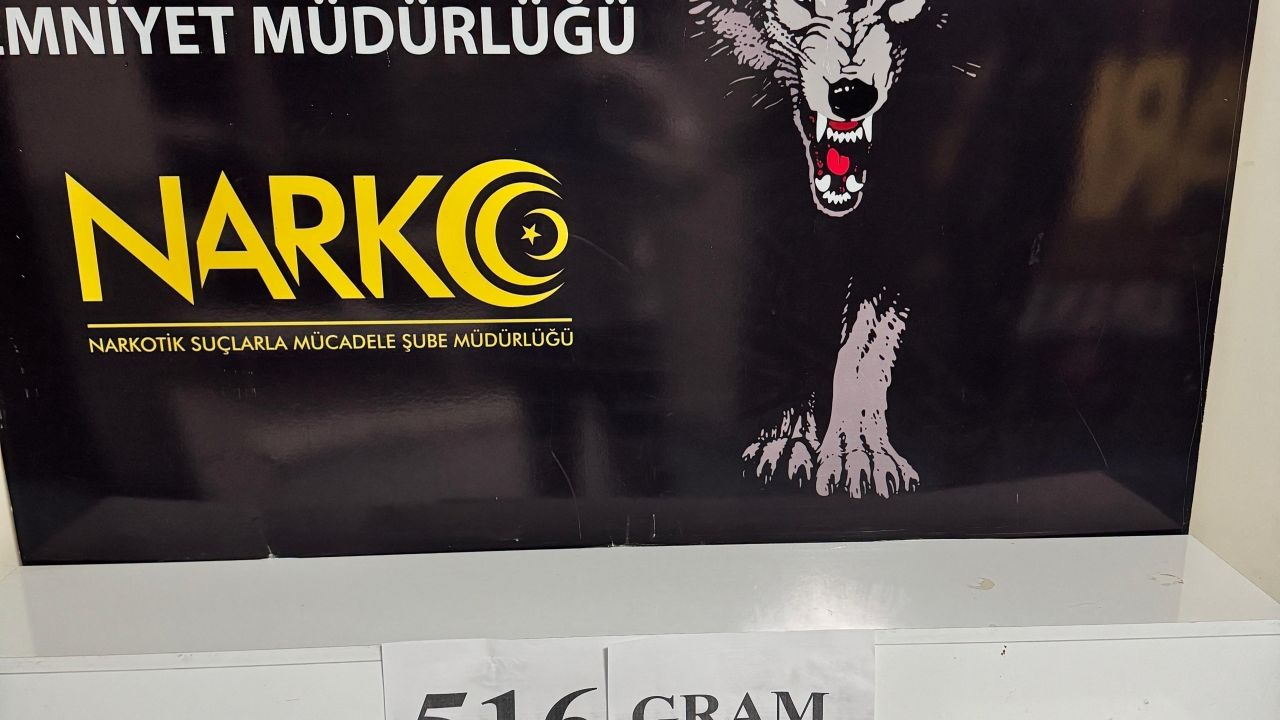 EMNİYET MÜDÜRLÜĞÜ
NARKO
NARKOTİK SUÇLARLA MÜCADELE ŞUBE MÜDÜRLÜĞÜ
516 GRAM